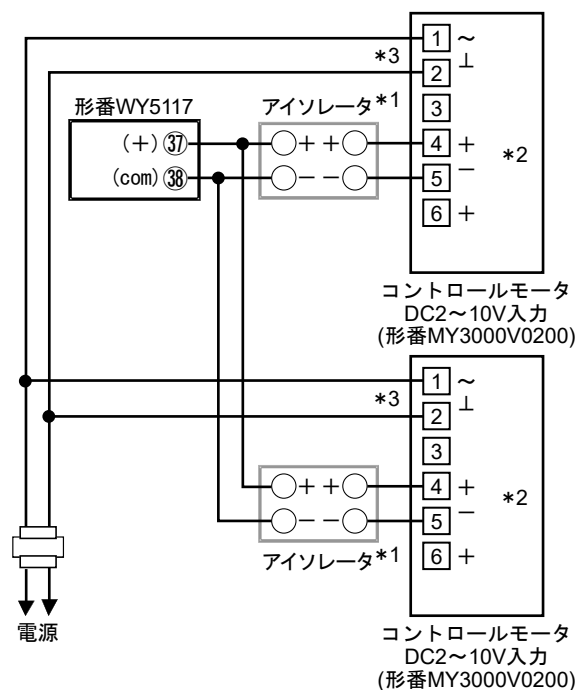 1 ~
*3
2 ⊥
形番WY5117
アイソレータ*1
3
(+) ㊲
+ +
4 +
*2
(com) ㊳
− −
5 −
6 +
コントロールモータ
DC2～10V入力
(形番MY3000V0200)
1 ~
*3
2 ⊥
3
+ +
4 +
*2
− −
5 −
アイソレータ*1
6 +
電源
コントロールモータ
DC2～10V入力
(形番MY3000V0200)